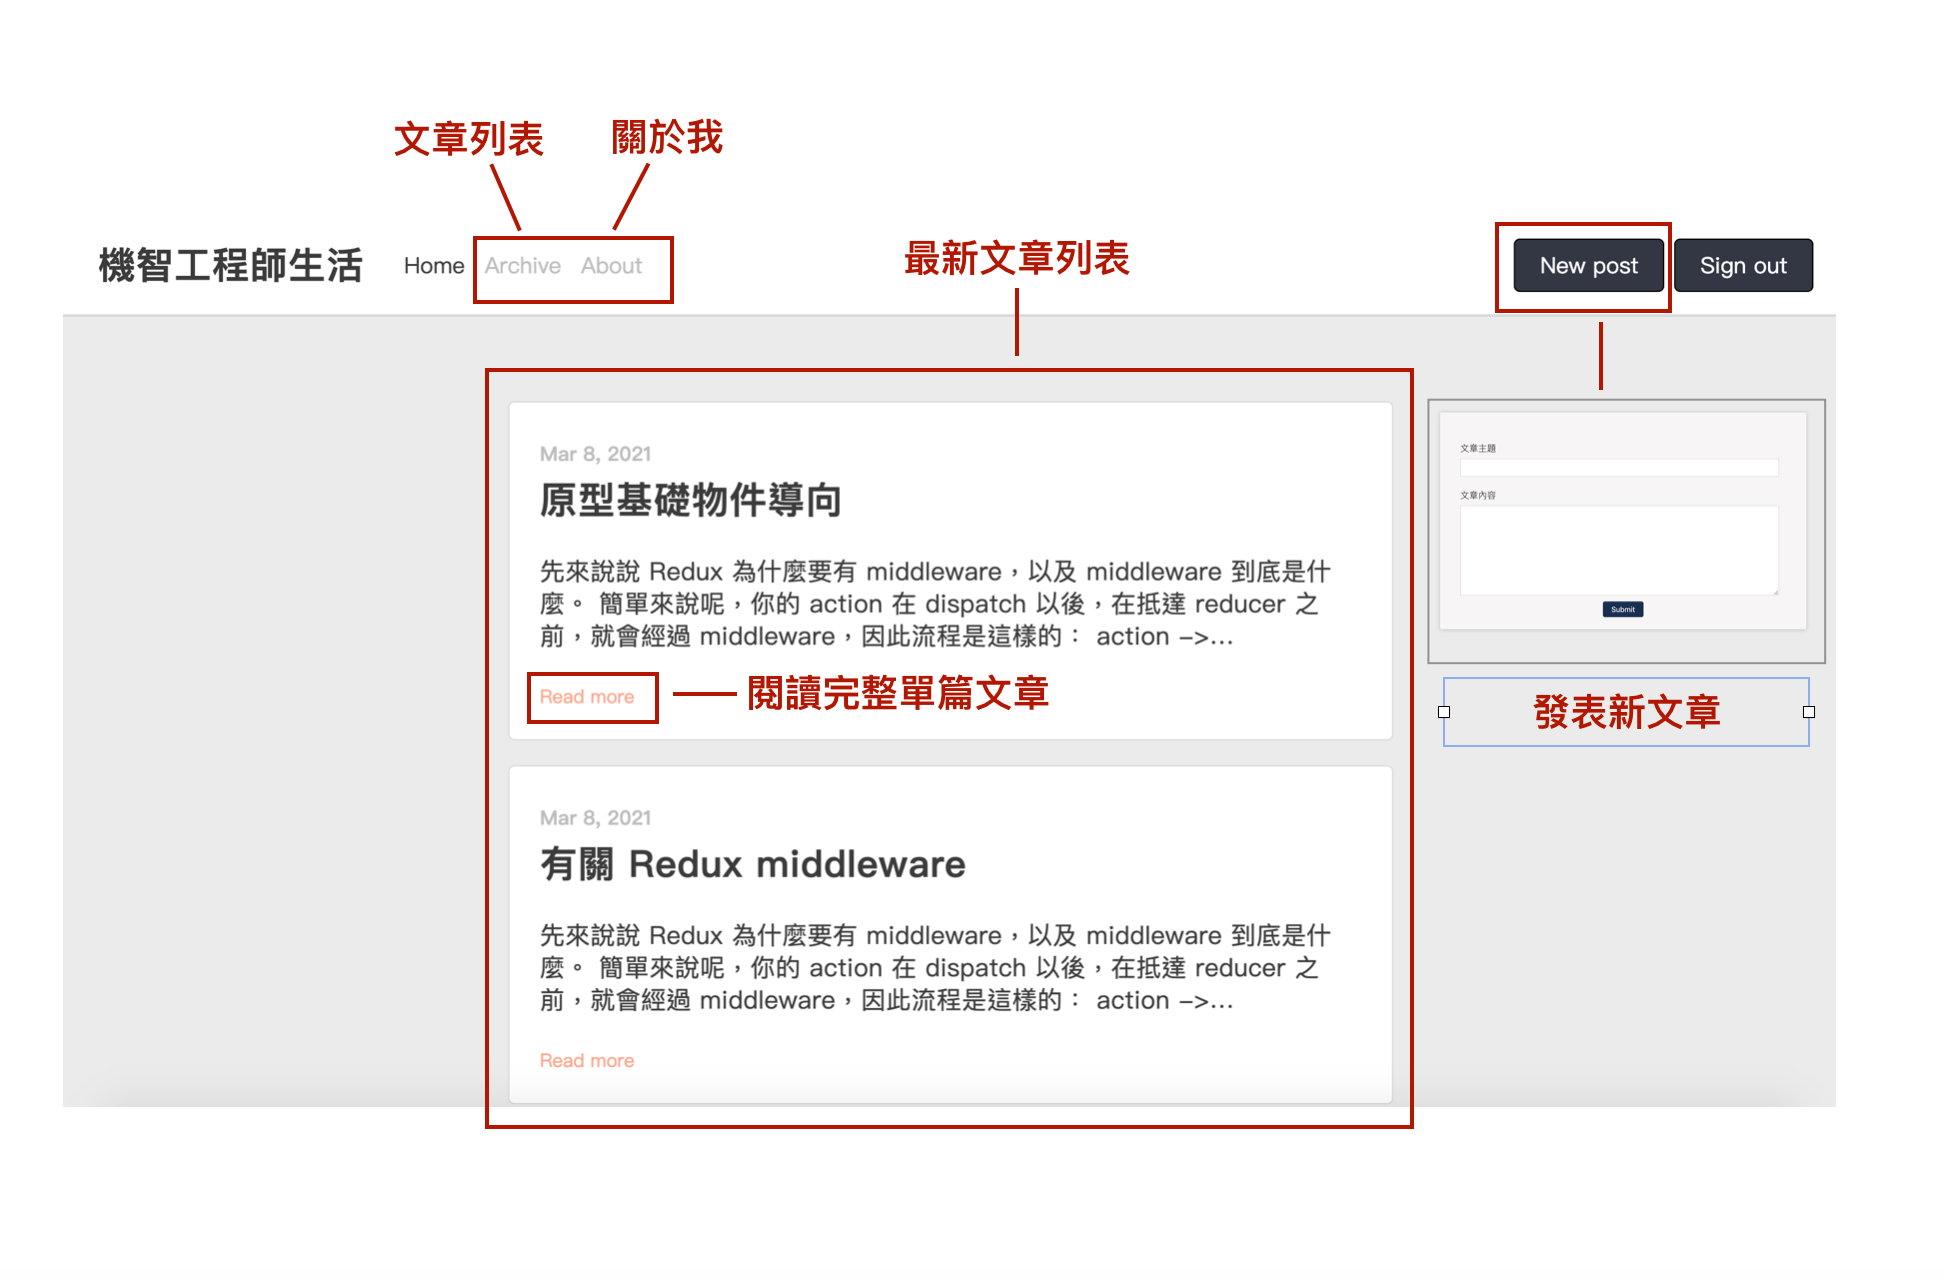 文章列表
關於我
機智工程師生活
Home
Archive
About
最新文章列表
New post
Sign out
Mar 8, 2021
原型基礎物件導向
先來說說 Redux 為什麼要有 middleware，以及 middleware 到底是什
麼。 簡單來說呢，你的 action 在 dispatch 以後，在抵達 reducer 之
前，就會經過 middleware，因此流程是這樣的： action –>...
Read more
閱讀完整單篇文章
文章主題
文章內容
Submit
發表新文章
Mar 8, 2021
有關 Redux middleware
先來說說 Redux 為什麼要有 middleware，以及 middleware 到底是什
麼。 簡單來說呢，你的 action 在 dispatch 以後，在抵達 reducer 之
前，就會經過 middleware，因此流程是這樣的： action –>...
Read more